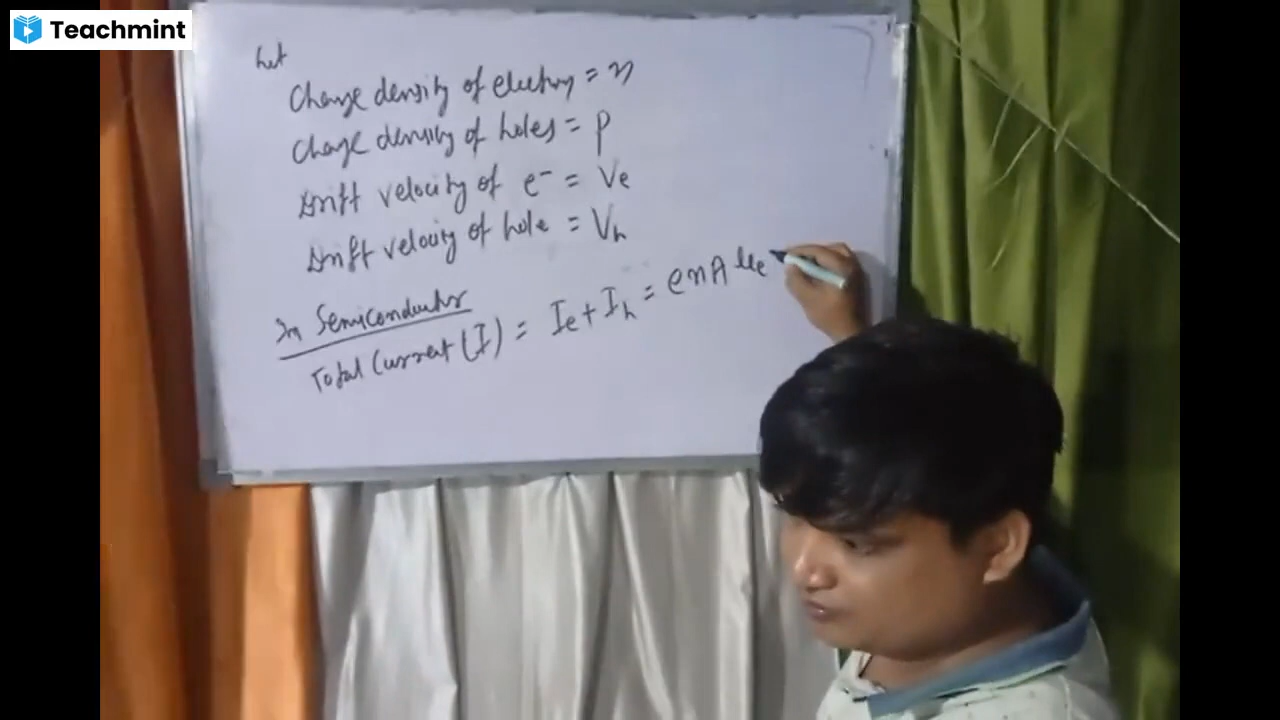 Teachmint
Let
Charge density of electron = n
Charge density of holes = p
Drift velocity of e⁻ = Ve
Drift velocity of hole = Vh
In Semiconductor
Total Current (I) = Ie + Ih = enA μe